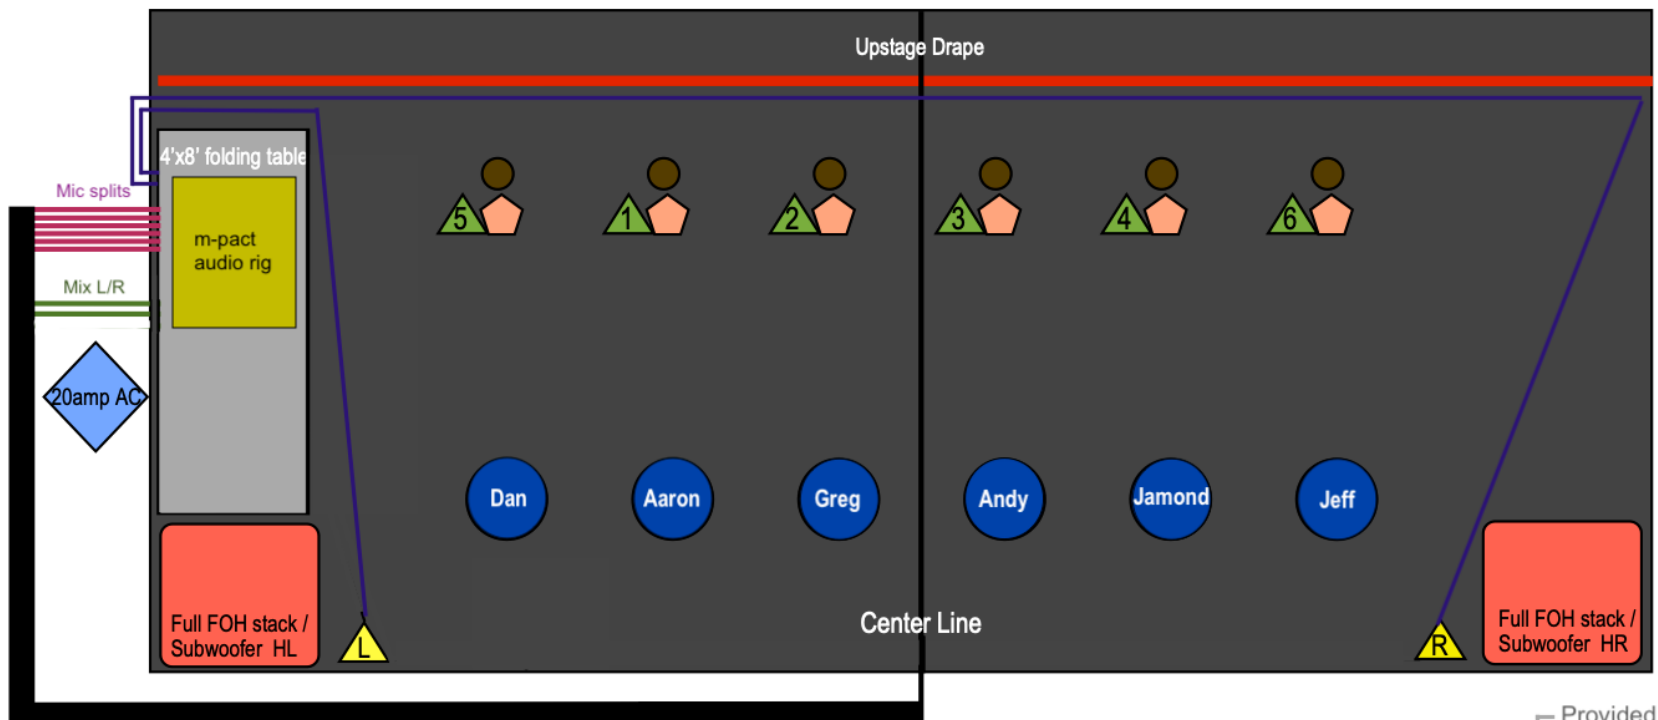 Upstage Drape
4'x8' folding table
Mic splits
m-pact
audio rig
Mix L/R
20amp AC
5
1
2
3
4
6
Dan
Aaron
Greg
Andy
Jamond
Jeff
Full FOH stack /
Subwoofer HL
L
Center Line
R
Full FOH stack /
Subwoofer HR
Provided